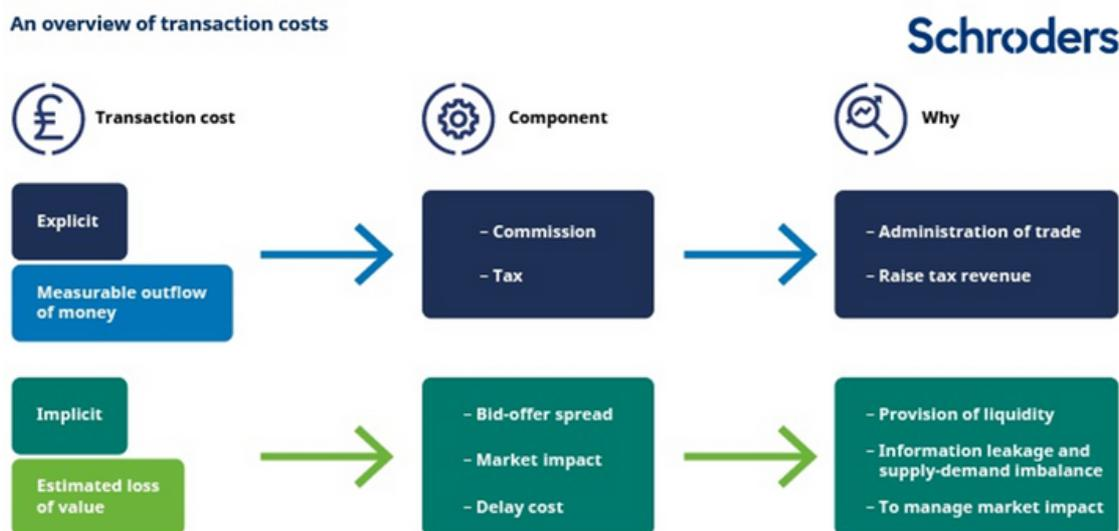 An overview of transaction costs
Schroders
Transaction cost
Component
Why
Explicit
Measurable outflow
of money
– Commission
– Tax
– Administration of trade
– Raise tax revenue
Implicit
Estimated loss
of value
– Bid-offer spread
– Market impact
– Delay cost
– Provision of liquidity
– Information leakage and
supply-demand imbalance
– To manage market impact